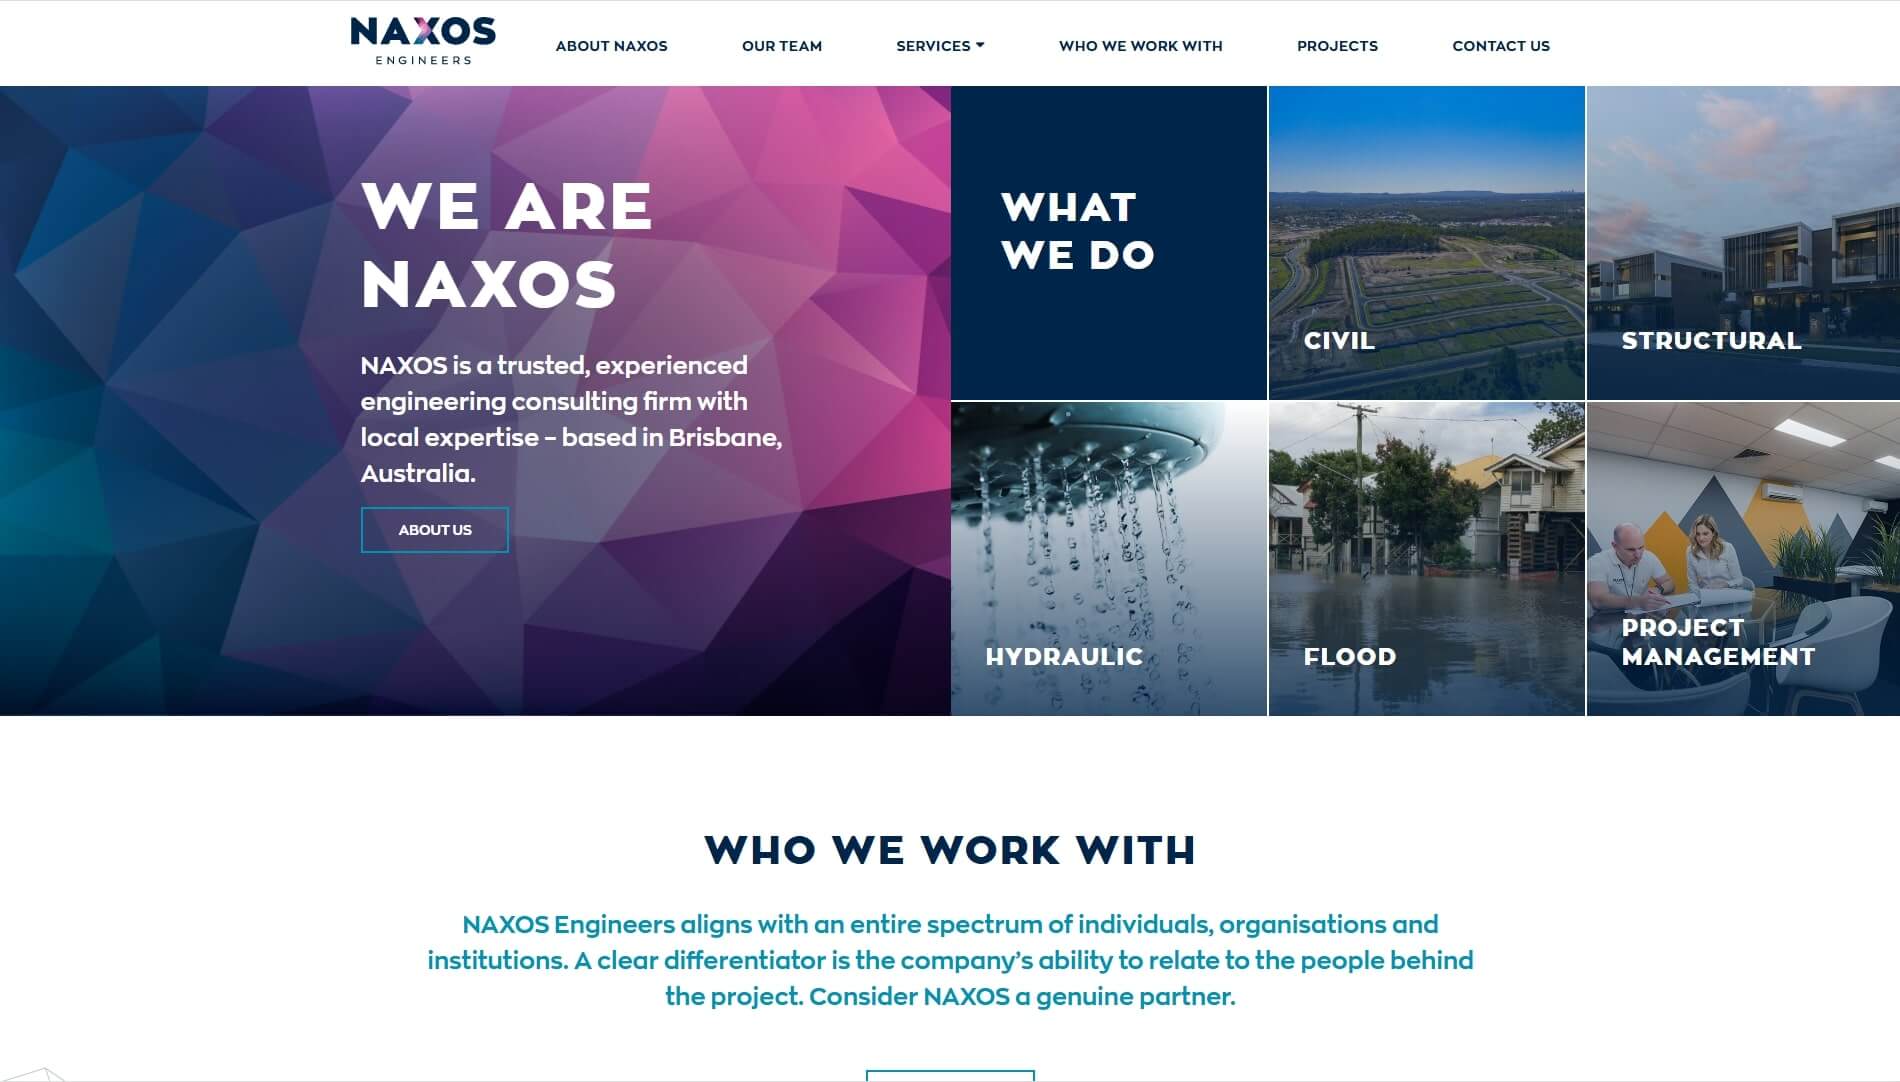 NAXOS
ENGINEERS
ABOUT NAXOS
OUR TEAM
SERVICES
WHO WE WORK WITH
PROJECTS
CONTACT US
WE ARE
NAXOS
NAXOS is a trusted, experienced
engineering consulting firm with
local expertise – based in Brisbane,
Australia.
ABOUT US
WHAT
WE DO
CIVIL
STRUCTURAL
HYDRAULIC
FLOOD
PROJECT
MANAGEMENT
WHO WE WORK WITH
NAXOS Engineers aligns with an entire spectrum of individuals, organisations and
institutions. A clear differentiator is the company’s ability to relate to the people behind
the project. Consider NAXOS a genuine partner.